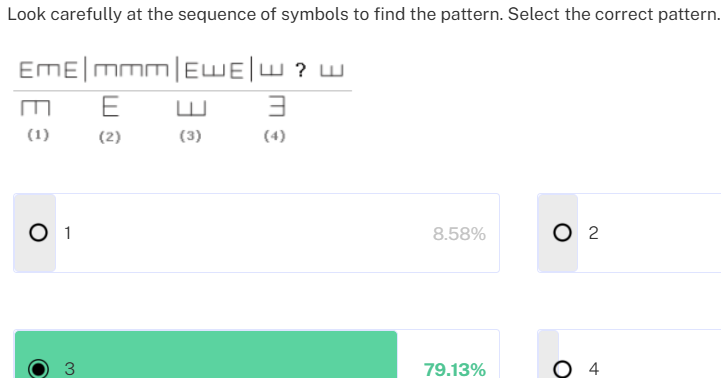 Look carefully at the sequence of symbols to find the pattern. Select the correct pattern.
EmE|mmm|EшE|ш ? ш
m E ш ∃
(1) (2) (3) (4)
1 8.58% 2
3 79.13% 4